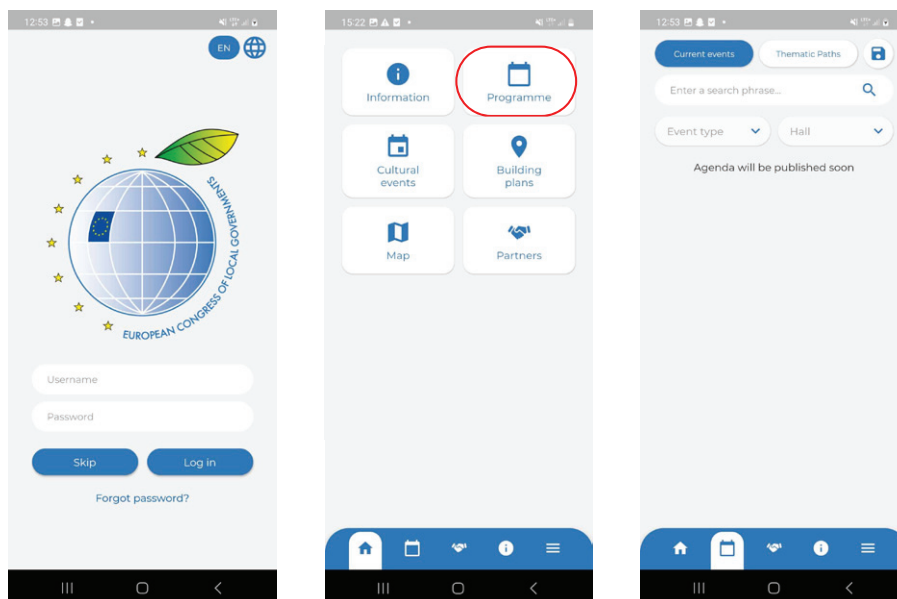 12:53
EN
EUROPEAN CONGRESS OF LOCAL GOVERNMENTS
Username
Password
Skip
Log in
Forgot password?
15:22
Information
Programme
Cultural
events
Building
plans
Map
Partners
12:53
Current events
Thematic Paths
Enter a search phrase...
Event type
Hall
Agenda will be published soon